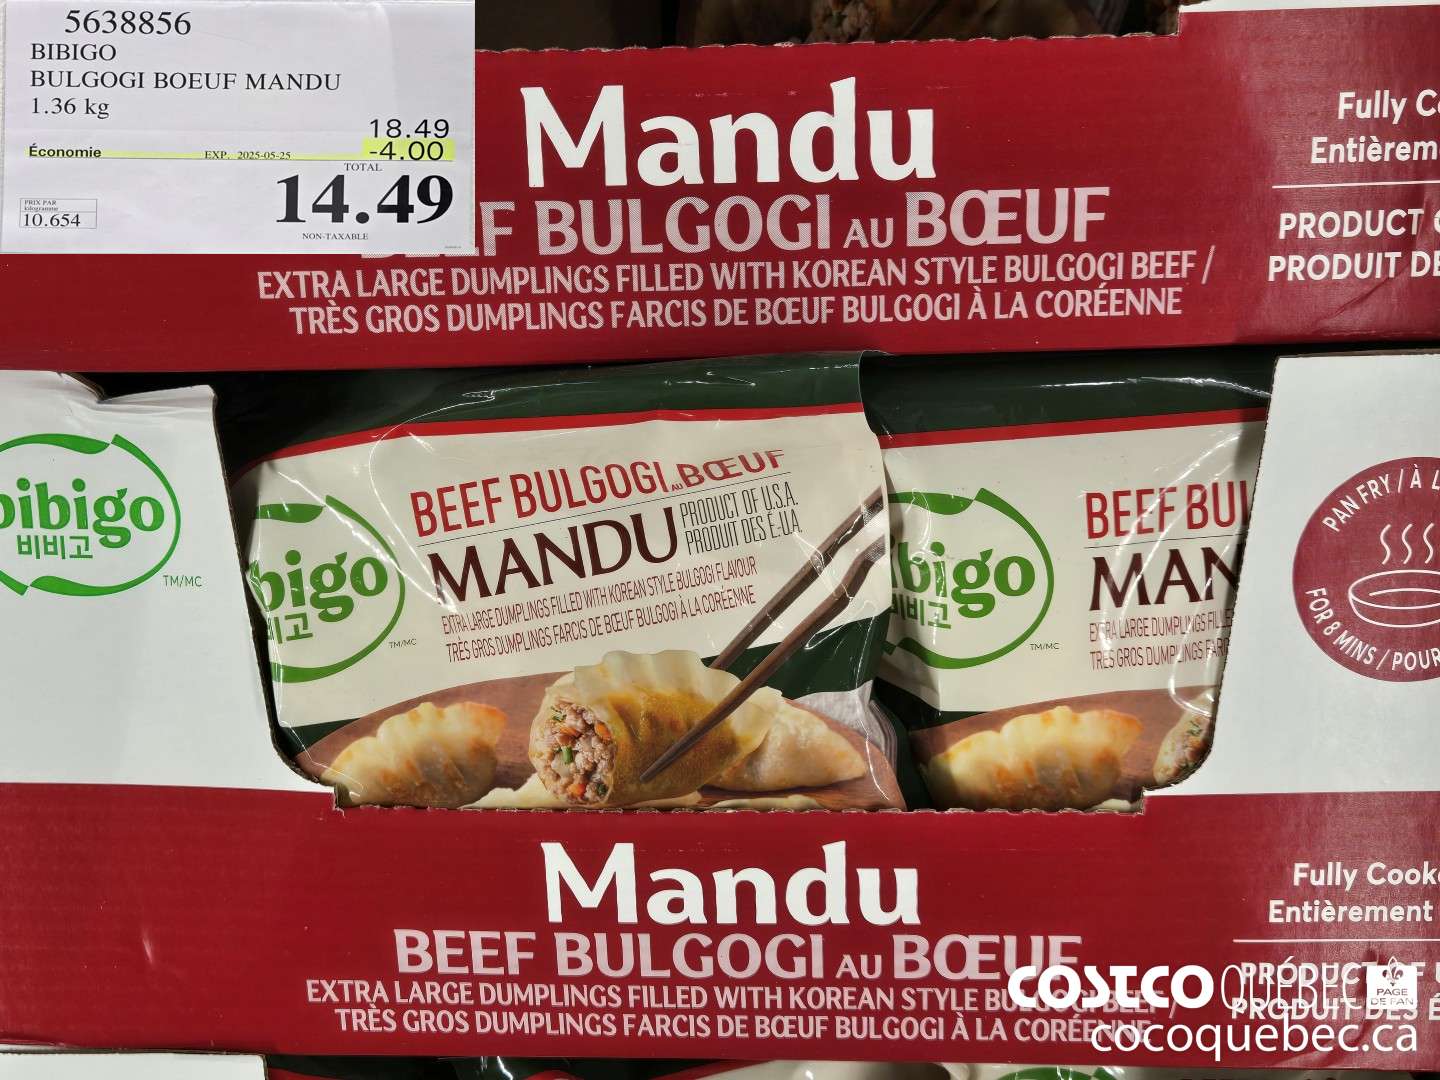 5638856
BIBIGO
BULGOGI BOEUF MANDU
1.36 kg
18.49
Économie EXP. 2025-05-25 -4.00
TOTAL
14.49
PRIX PAR
kilogramme
10.654
NON-TAXABLE
Mandu
BULGOGI AU BŒUF
EXTRA LARGE DUMPLINGS FILLED WITH KOREAN STYLE BULGOGI BEEF /
TRÈS GROS DUMPLINGS FARCIS DE BŒUF BULGOGI À LA CORÉENNE
Fully
PRODUCT
PRODUIT
bibigo
비비고
TM/MC
BEEF BULGOGI AU BŒUF
MANDU
PRODUCT OF U.S.A.
PRODUIT DES É.-U.A.
EXTRA LARGE DUMPLINGS FILLED WITH KOREAN STYLE BULGOGI FLAVOUR
TRÈS GROS DUMPLINGS FARCIS DE BŒUF BULGOGI À LA CORÉENNE
bigo
비고
TM/MC
BEEF BUL
MAN
EXTRA LARGE DUMPLINGS
TRÈS GROS DUMPLINGS
bigo
비고
TM/MC
PAN FRY / À
FOR 8 MINS / POUR
Mandu
BEEF BULGOGI AU BŒUF
EXTRA LARGE DUMPLINGS FILLED WITH KOREAN STYLE BULGOGI BEEF /
TRÈS GROS DUMPLINGS FARCIS DE BŒUF BULGOGI À LA CORÉENNE
Fully
Entièrement
PRODUCT OF
PRODUIT DES
COSTCO QUÉBEC
PAGE
DE FAN
cocoquebec.ca